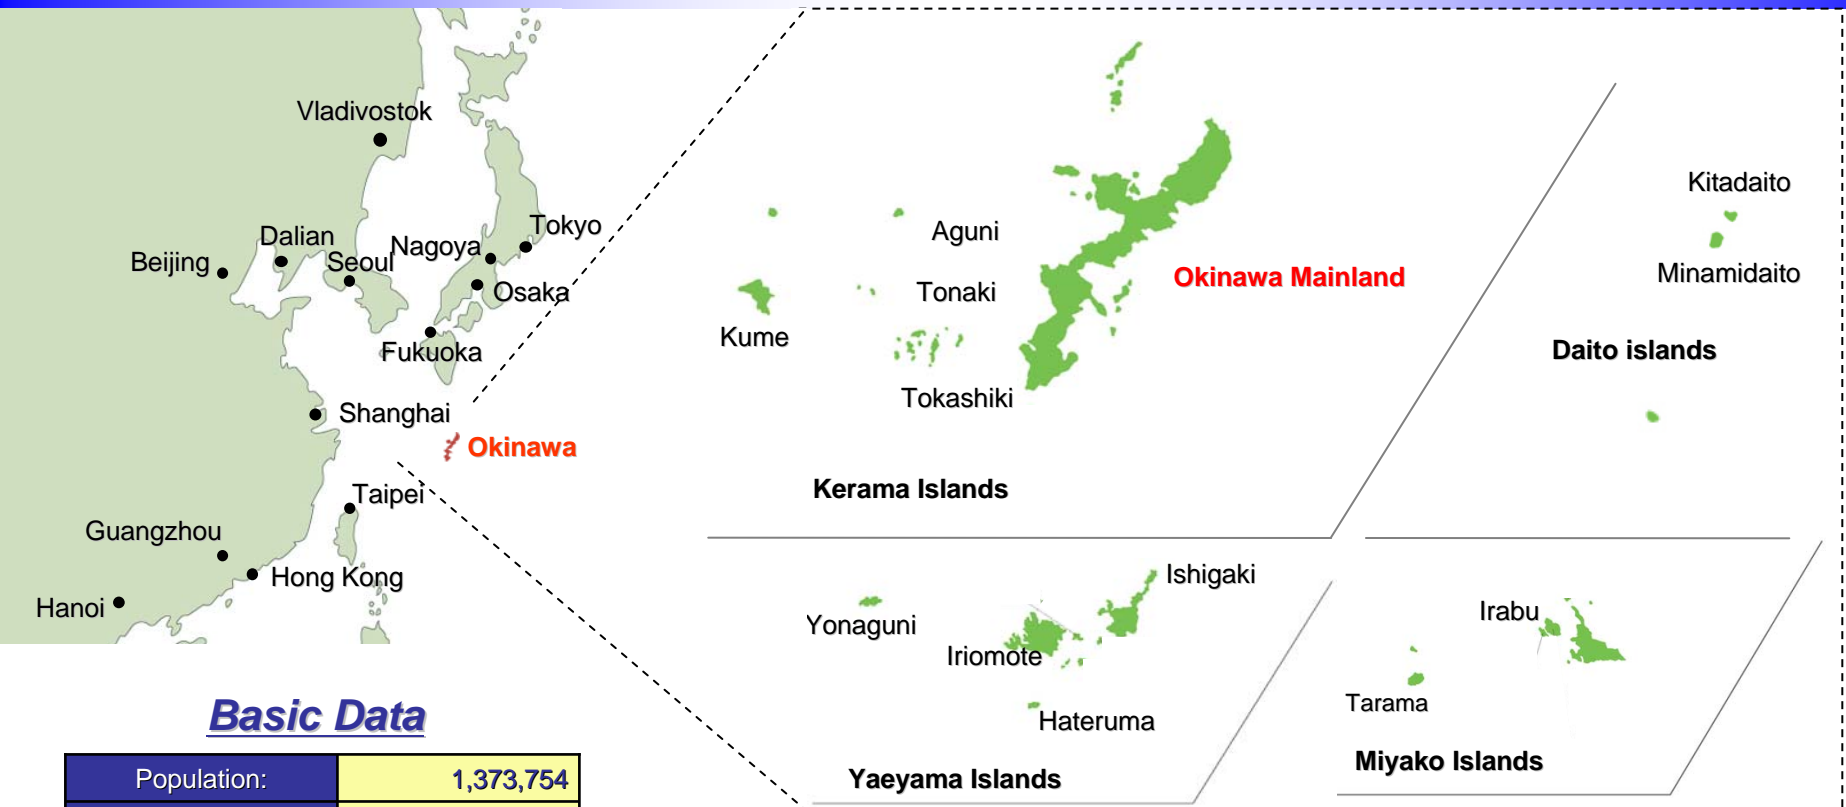 Vladivostok
Tokyo
Dalian
Nagoya
Beijing
Seoul
Osaka
Fukuoka
Shanghai
Okinawa
Taipei
Guangzhou
Hong Kong
Hanoi
Aguni
Okinawa Mainland
Tonaki
Kume
Tokashiki
Kerama Islands
Kitadaito
Minamidaito
Daito islands
Ishigaki
Yonaguni
Iriomote
Hateruma
Yaeyama Islands
Irabu
Tarama
Miyako Islands
Basic Data
Population: 1,373,754